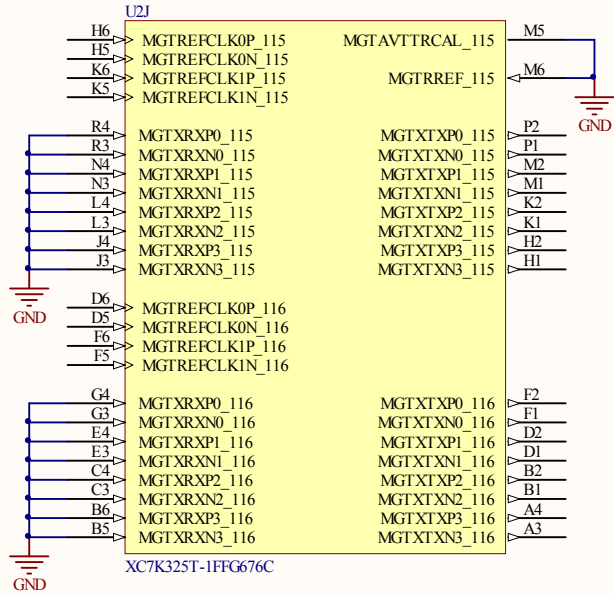 U2J
H6 MGTREFCLK0P_115 MGTAVTTRCAL_115 M5
H5 MGTREFCLK0N_115
K6 MGTREFCLK1P_115 MGTRREF_115 M6
K5 MGTREFCLK1N_115
GND
R4 MGTXRXP0_115 MGTXTXP0_115 P2
R3 MGTXRXN0_115 MGTXTXN0_115 P1
N4 MGTXRXP1_115 MGTXTXP1_115 M2
N3 MGTXRXN1_115 MGTXTXN1_115 M1
L4 MGTXRXP2_115 MGTXTXP2_115 K2
L3 MGTXRXN2_115 MGTXTXN2_115 K1
J4 MGTXRXP3_115 MGTXTXP3_115 H2
J3 MGTXRXN3_115 MGTXTXN3_115 H1
GND
D6 MGTREFCLK0P_116
D5 MGTREFCLK0N_116
F6 MGTREFCLK1P_116
F5 MGTREFCLK1N_116
G4 MGTXRXP0_116 MGTXTXP0_116 F2
G3 MGTXRXN0_116 MGTXTXN0_116 F1
E4 MGTXRXP1_116 MGTXTXP1_116 D2
E3 MGTXRXN1_116 MGTXTXN1_116 D1
C4 MGTXRXP2_116 MGTXTXP2_116 B2
C3 MGTXRXN2_116 MGTXTXN2_116 B1
B6 MGTXRXP3_116 MGTXTXP3_116 A4
B5 MGTXRXN3_116 MGTXTXN3_116 A3
XC7K325T-1FFG676C
GND